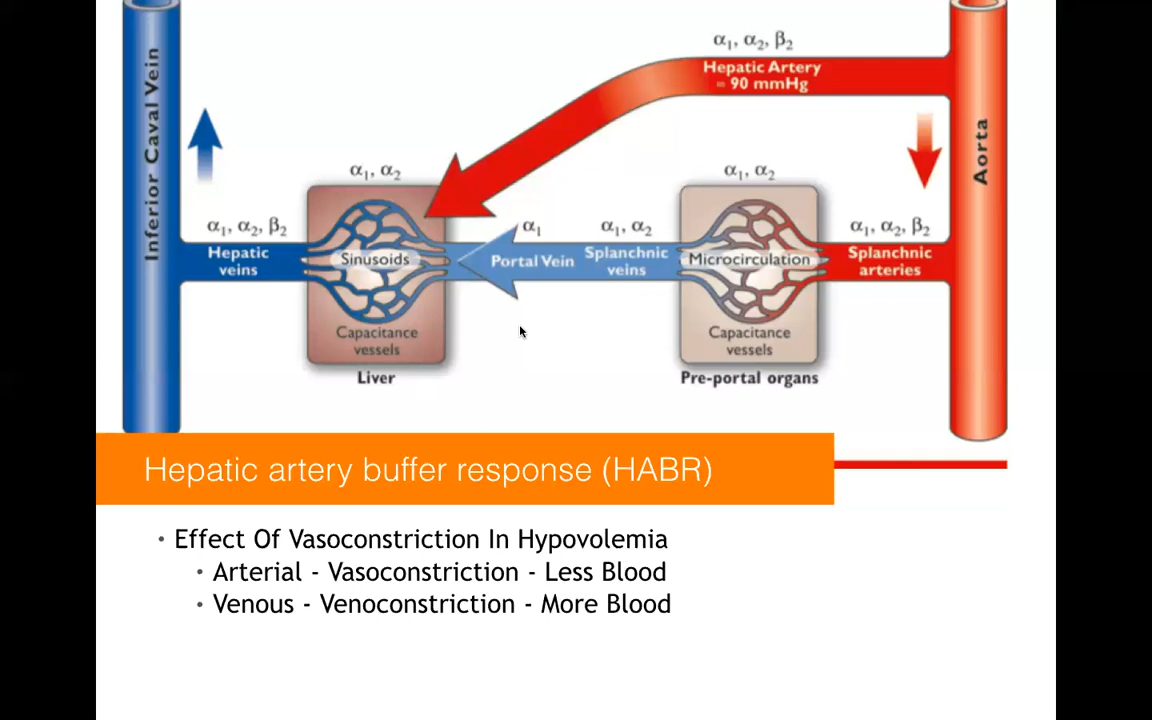 α₁, α₂, β₂
Hepatic Artery
= 90 mmHg
Inferior Caval Vein
Aorta
α₁, α₂
α₁, α₂
α₁, α₂, β₂
α₁
α₁, α₂
α₁, α₂, β₂
Hepatic
veins
Sinusoids
Portal Vein
Splanchnic
veins
Microcirculation
Splanchnic
arteries
Capacitance
vessels
Capacitance
vessels
Liver
Pre-portal organs
Hepatic artery buffer response (HABR)
• Effect Of Vasoconstriction In Hypovolemia
• Arterial - Vasoconstriction - Less Blood
• Venous - Venoconstriction - More Blood